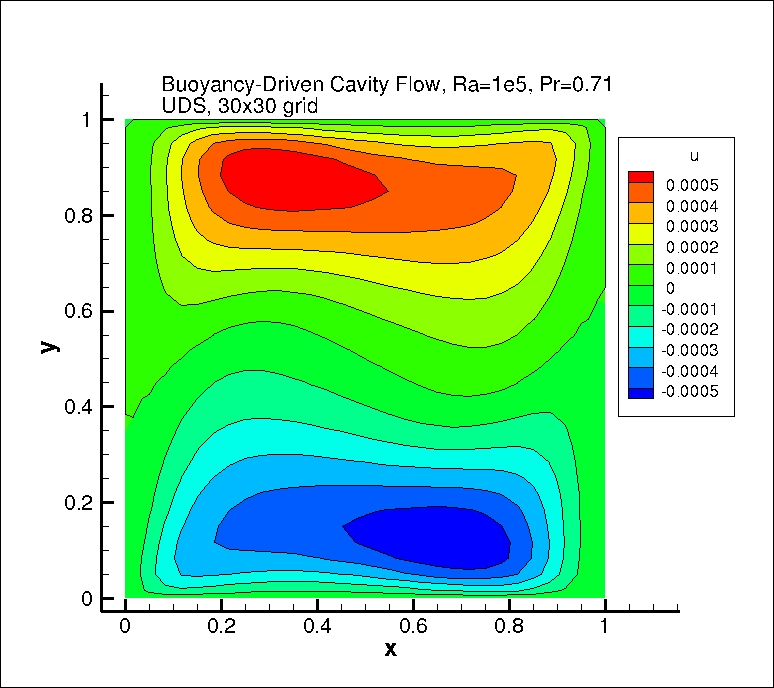 Buoyancy-Driven Cavity Flow, Ra=1e5, Pr=0.71
UDS, 30x30 grid
u
0.0005
0.0004
0.0003
0.0002
0.0001
0
-0.0001
-0.0002
-0.0003
-0.0004
-0.0005
y
1
0.8
0.6
0.4
0.2
0
0 0.2 0.4 0.6 0.8 1
x